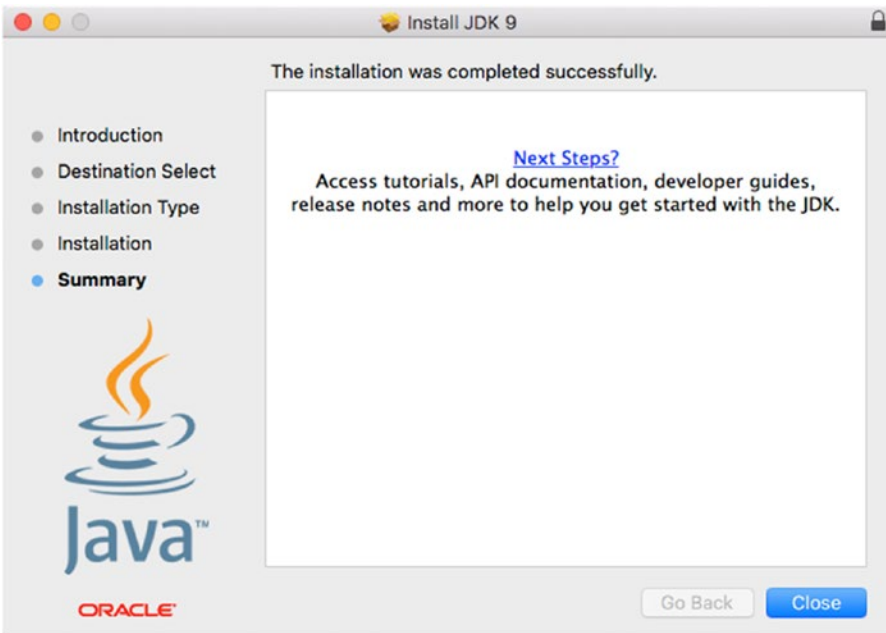 Install JDK 9
The installation was completed successfully.
Introduction
Destination Select
Installation Type
Installation
Summary
Next Steps?
Access tutorials, API documentation, developer guides,
release notes and more to help you get started with the JDK.
Java™
ORACLE®
Go Back
Close